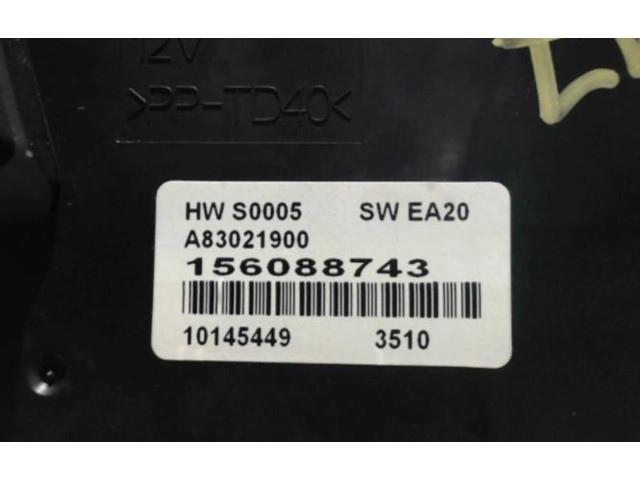 12V
>PP-TD40<
HW S0005 SW EA20
A83021900
156088743
10145449 3510